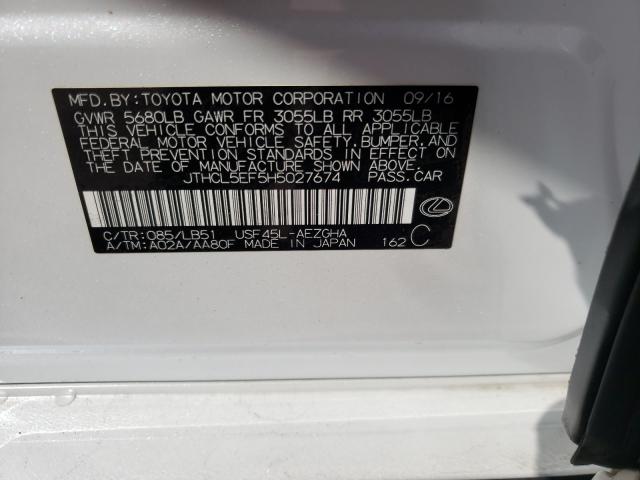 MFD.BY:TOYOTA MOTOR CORPORATION 09/16
GVWR 5680LB GAWR FR 3055LB RR 3055LB
THIS VEHICLE CONFORMS TO ALL APPLICABLE
FEDERAL MOTOR VEHICLE SAFETY,BUMPER,AND
THEFT PREVENTION STANDARDS IN EFFECT ON
THE DATE OF MANUFACTURE SHOWN ABOVE.
JTHCL5EF5H5027674 PASS.CAR
C/TR:085/LB51 USF45L-AEZGHA
A/TM:A02A/AA80F MADE IN JAPAN 162 C